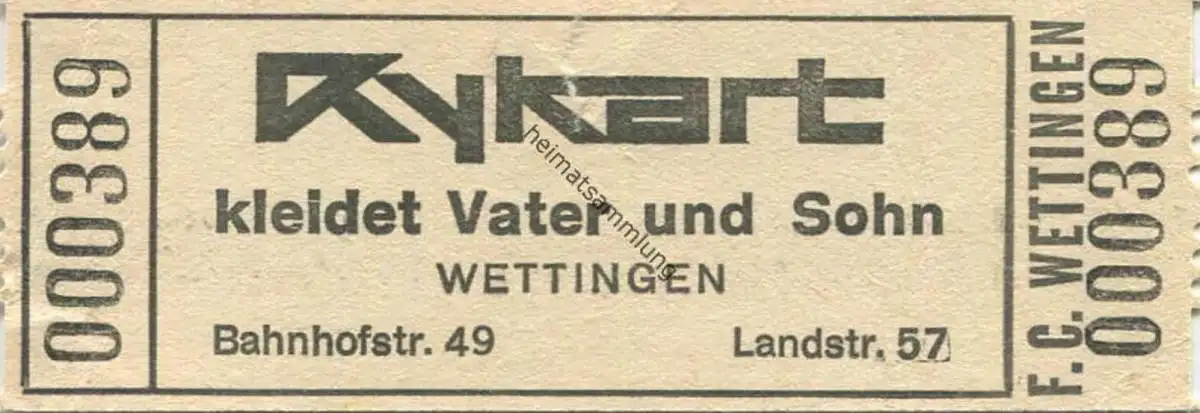 000389
Rykart
kleidet Vater und Sohn
WETTINGEN
Bahnhofstr. 49 Landstr. 57
F. C. WETTINGEN
000389
heimatsammlung